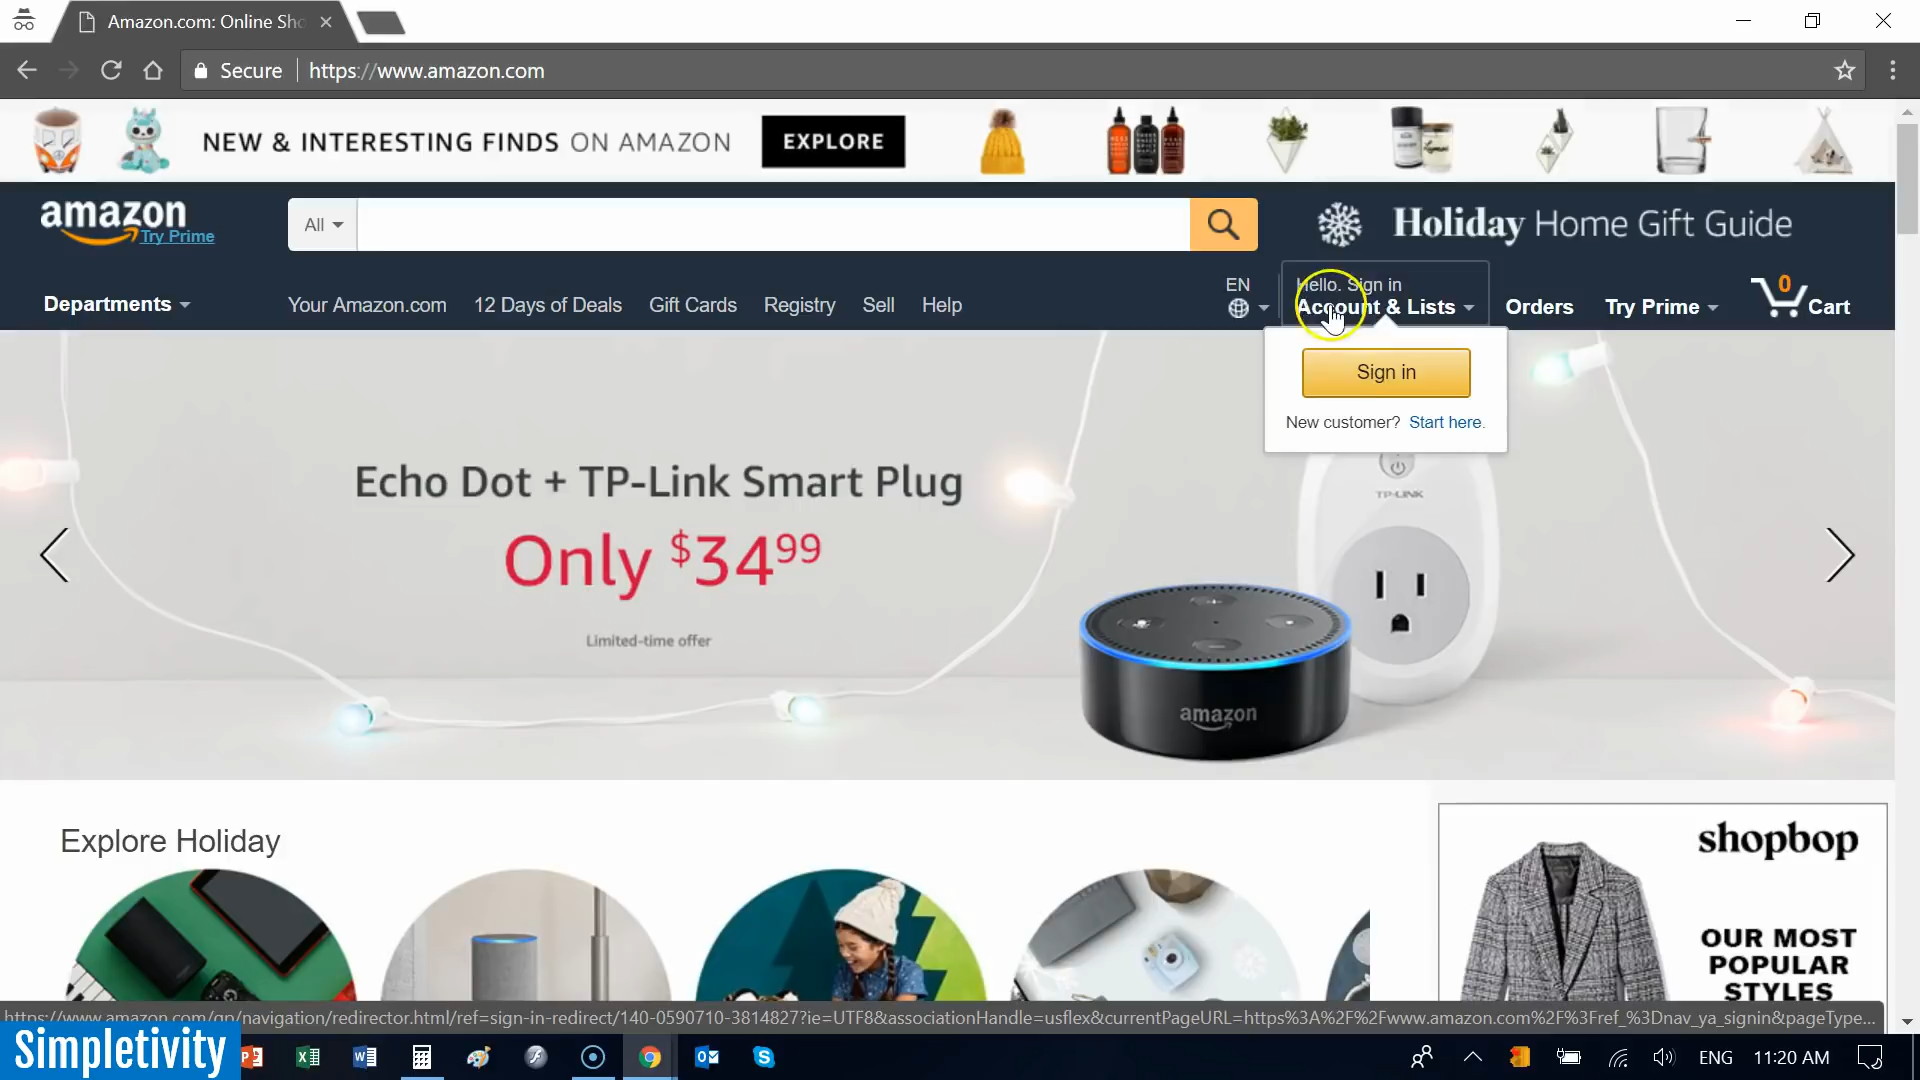 Amazon.com: Online Sho
Secure
https://www.amazon.com
NEW & INTERESTING FINDS ON AMAZON
EXPLORE
amazon
Try Prime
All
Holiday Home Gift Guide
Departments
Your Amazon.com
12 Days of Deals
Gift Cards
Registry
Sell
Help
EN
Hello. Sign in
Account & Lists
Orders
Try Prime
0
Cart
Sign in
New customer? Start here.
Echo Dot + TP-Link Smart Plug
Only $34.99
Limited-time offer
TP-LINK
amazon
Explore Holiday
shopbop
OUR MOST
POPULAR
STYLES
https://www.amazon.com/gp/navigation/redirector.html/ref=sign-in-redirect/140-0590710-3814827?ie=UTF8&associationHandle=usflex&currentPageURL=https%3A%2F%2Fwww.amazon.com%2F%3Fref_%3Dnav_ya_signin&pageType...
Simpletivity
ENG
11:20 AM